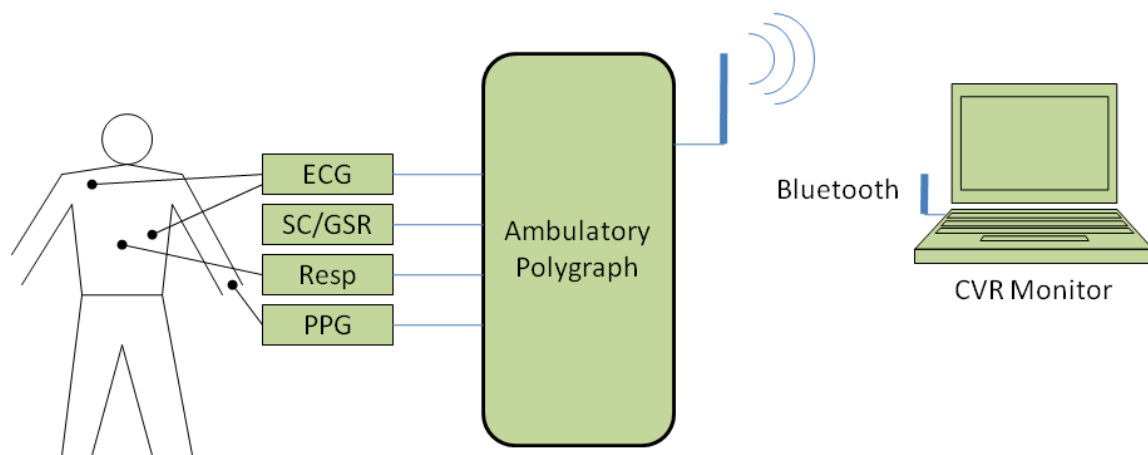 ECG
SC/GSR
Resp
PPG
Ambulatory
Polygraph
Bluetooth
CVR Monitor